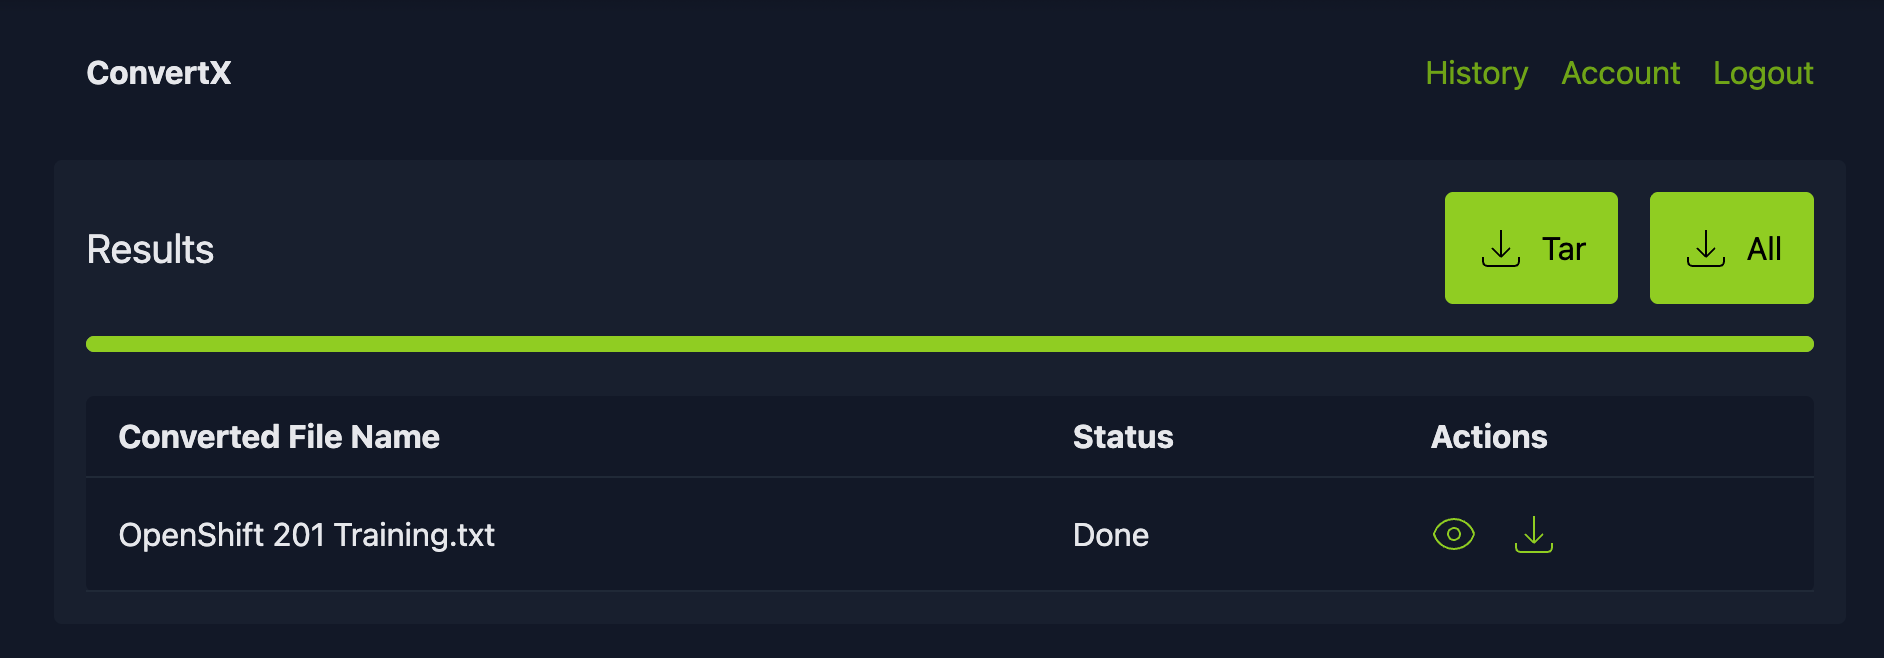 ConvertX
History Account Logout
Results
Tar
All
Converted File Name Status Actions
OpenShift 201 Training.txt Done